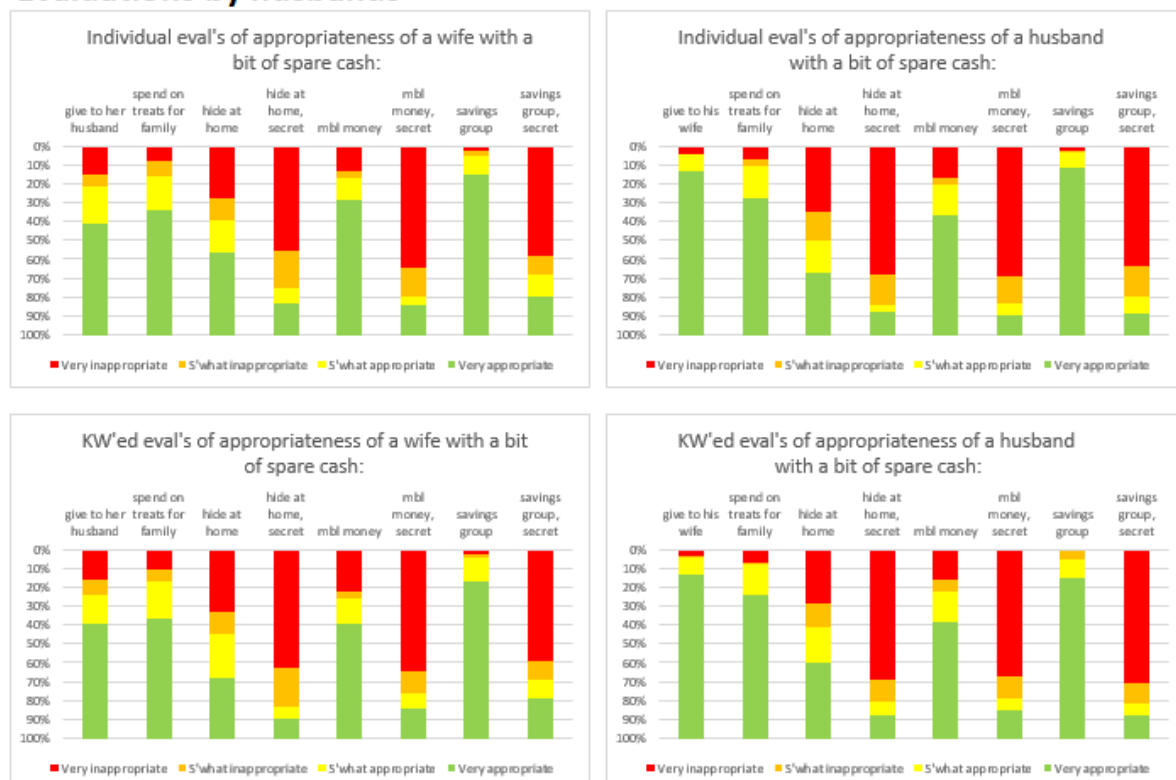 Individual eval's of appropriateness of a wife with a
bit of spare cash:
give to her husband
spend on treats for family
hide at home
hide at home, secret
mbl money
mbl money, secret
savings group
savings group, secret
0%
10%
20%
30%
40%
50%
60%
70%
80%
90%
100%
Very inappropriate
S'what inappropriate
S'what appropriate
Very appropriate
Individual eval's of appropriateness of a husband
with a bit of spare cash:
give to his wife
spend on treats for family
hide at home
hide at home, secret
mbl money
mbl money, secret
savings group
savings group, secret
0%
10%
20%
30%
40%
50%
60%
70%
80%
90%
100%
Very inappropriate
S'what inappropriate
S'what appropriate
Very appropriate
KW'ed eval's of appropriateness of a wife with a bit
of spare cash:
give to her husband
spend on treats for family
hide at home
hide at home, secret
mbl money
mbl money, secret
savings group
savings group, secret
0%
10%
20%
30%
40%
50%
60%
70%
80%
90%
100%
Very inappropriate
S'what inappropriate
S'what appropriate
Very appropriate
KW'ed eval's of appropriateness of a husband
with a bit of spare cash:
give to his wife
spend on treats for family
hide at home
hide at home, secret
mbl money
mbl money, secret
savings group
savings group, secret
0%
10%
20%
30%
40%
50%
60%
70%
80%
90%
100%
Very inappropriate
S'what inappropriate
S'what appropriate
Very appropriate